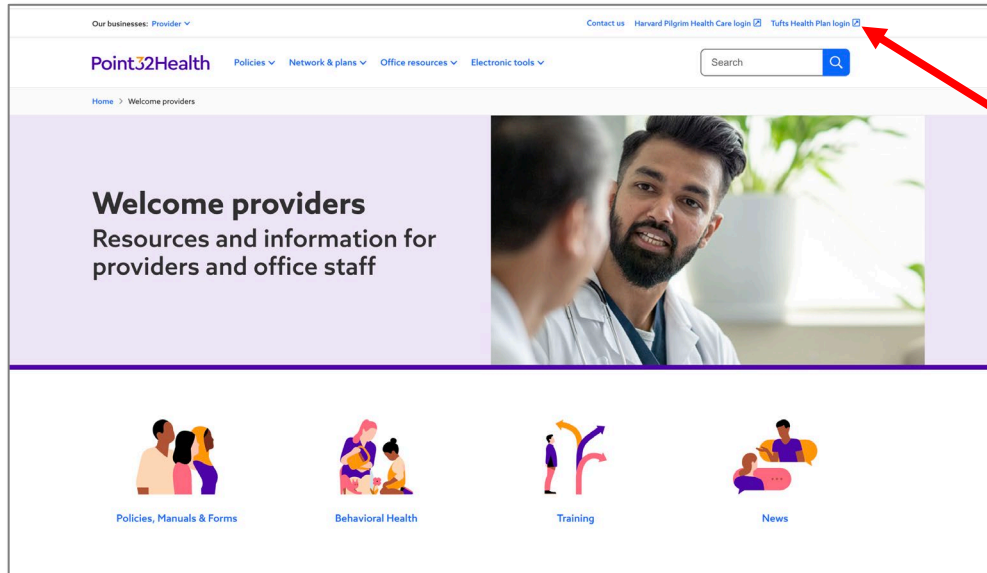 Our businesses: Provider
Contact us Harvard Pilgrim Health Care login Tufts Health Plan login
Point32Health Policies Network & plans Office resources Electronic tools Search
Home > Welcome providers
Welcome providers
Resources and information for
providers and office staff
Policies, Manuals & Forms Behavioral Health Training News